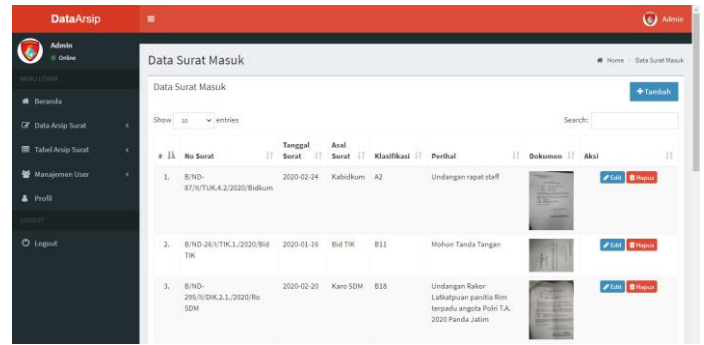 DataArsip
Admin
Admin
Online
MENU UTAMA
Beranda
Data Arsip Surat
Tabel Arsip Surat
Manajemen User
Profil
LOGOUT
Logout
Data Surat Masuk
Home - Data Surat Masuk
Data Surat Masuk
+Tambah
Show 10 entries
Search:
# No Surat Tanggal Surat Asal Surat Klasifikasi Perihal Dokumen Aksi
1. B/ND-
87/II/TUK.4.2/2020/Bidkum
2020-02-24 Kabidkum A2 Undangan rapat staff Edit Hapus
2. B/ND-26/I/TIK.1./2020/Bid
TIK
2020-01-16 Bid TIK B11 Mohon Tanda Tangan Edit Hapus
3. B/ND-
295/II/DIK.2.1./2020/Ro
SDM
2020-02-20 Karo SDM B18 Undangan Rakor
Latkatpuan panitia Rim
terpadu angota Polri T.A.
2020 Panda Jatim
Edit Hapus